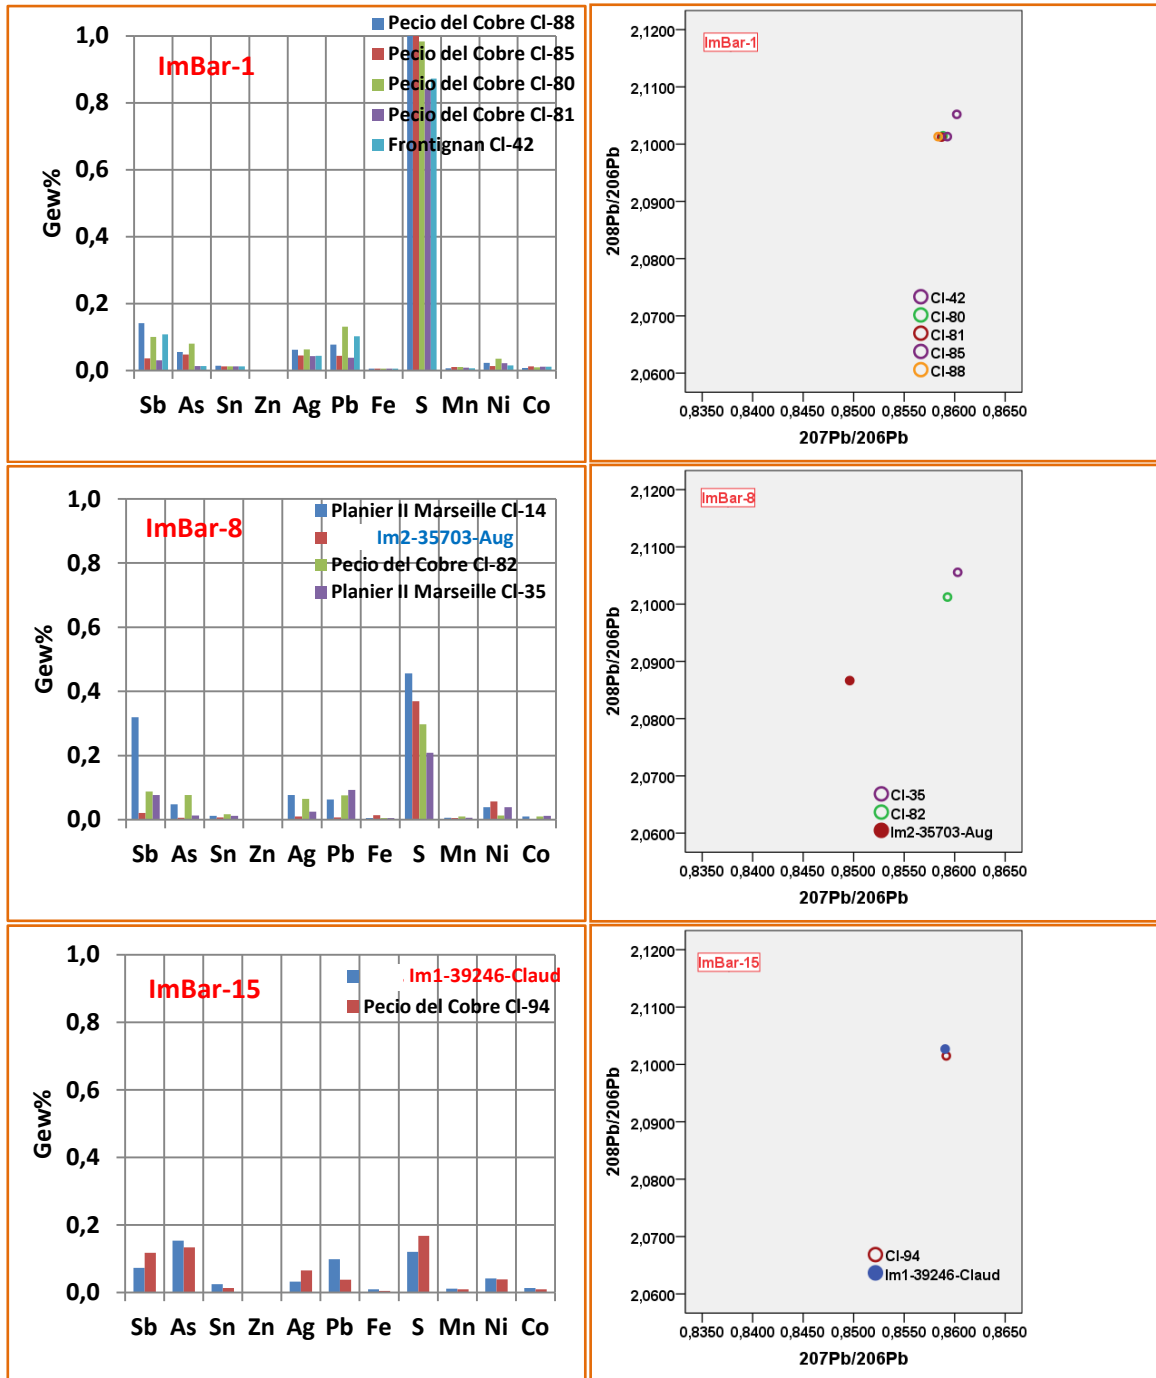 Pecio del Cobre Cl-88
Pecio del Cobre Cl-85
Pecio del Cobre Cl-80
Pecio del Cobre Cl-81
Frontignan Cl-42
ImBar-1
Gew%
1,0
0,8
0,6
0,4
0,2
0,0
Sb As Sn Zn Ag Pb Fe S Mn Ni Co
ImBar-1
208Pb/206Pb
2,1200
2,1100
2,1000
2,0900
2,0800
2,0700
2,0600
Cl-42
Cl-80
Cl-81
Cl-85
Cl-88
0,8350 0,8400 0,8450 0,8500 0,8550 0,8600 0,8650
207Pb/206Pb
ImBar-8
Planier II Marseille Cl-14
Im2-35703-Aug
Pecio del Cobre Cl-82
Planier II Marseille Cl-35
Gew%
1,0
0,8
0,6
0,4
0,2
0,0
Sb As Sn Zn Ag Pb Fe S Mn Ni Co
ImBar-8
208Pb/206Pb
2,1200
2,1100
2,1000
2,0900
2,0800
2,0700
2,0600
Cl-35
Cl-82
Im2-35703-Aug
0,8350 0,8400 0,8450 0,8500 0,8550 0,8600 0,8650
207Pb/206Pb
ImBar-15
Im1-39246-Claud
Pecio del Cobre Cl-94
Gew%
1,0
0,8
0,6
0,4
0,2
0,0
Sb As Sn Zn Ag Pb Fe S Mn Ni Co
ImBar-15
208Pb/206Pb
2,1200
2,1100
2,1000
2,0900
2,0800
2,0700
2,0600
Cl-94
Im1-39246-Claud
0,8350 0,8400 0,8450 0,8500 0,8550 0,8600 0,8650
207Pb/206Pb